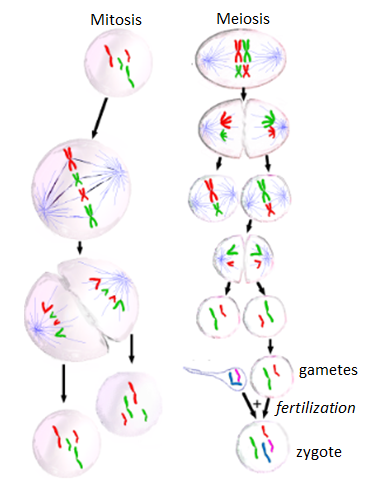 Mitosis
Meiosis
gametes
+
fertilization
zygote